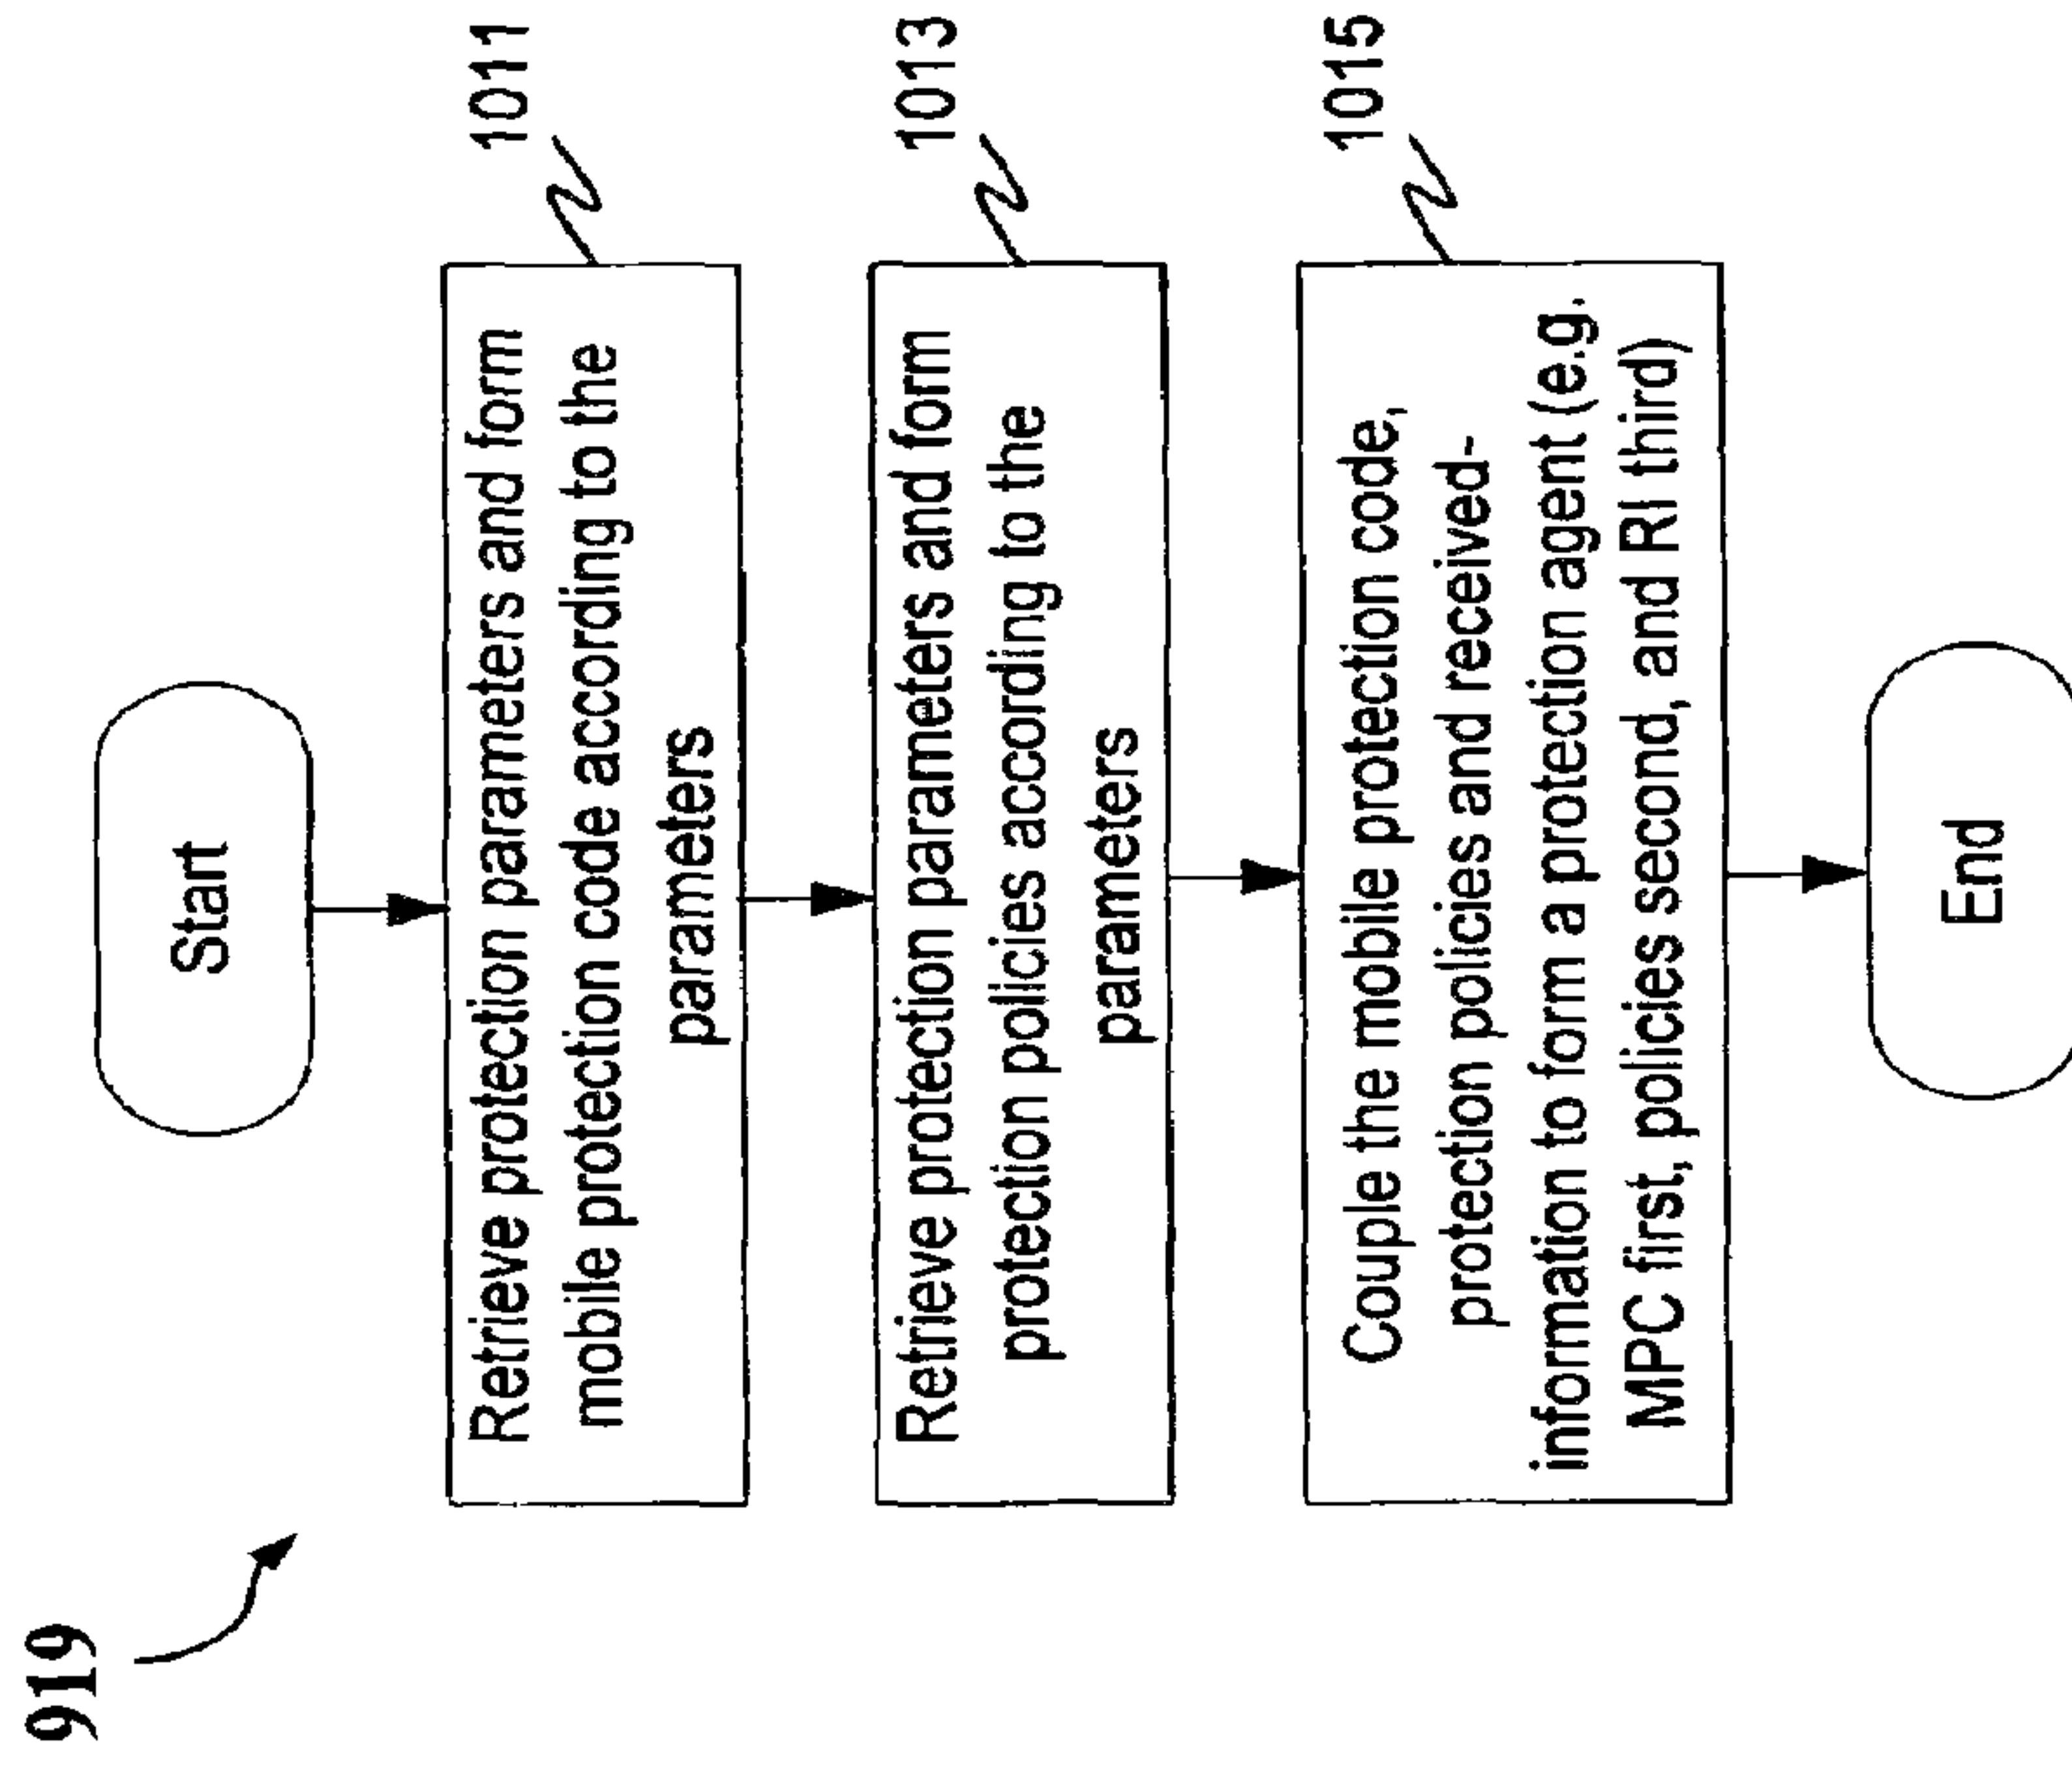 919
Start
Retrieve protection parameters and form
mobile protection code according to the
parameters
1011
Retrieve protection parameters and form
protection policies according to the
parameters
1013
Couple the mobile protection code,
protection policies and received-
information to form a protection agent (e.g.
MPC first, policies second, and RI third)
1015
End